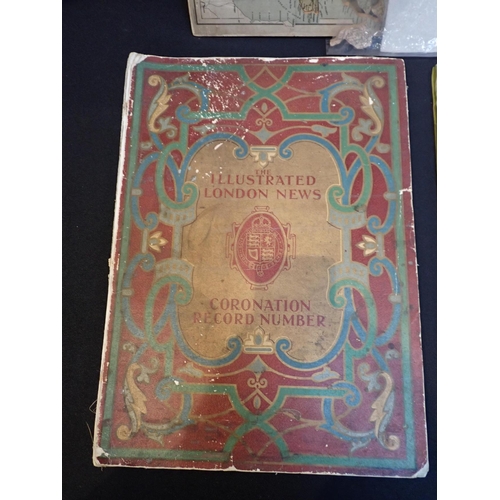 THE
ILLUSTRATED
LONDON NEWS
CORONATION
RECORD NUMBER